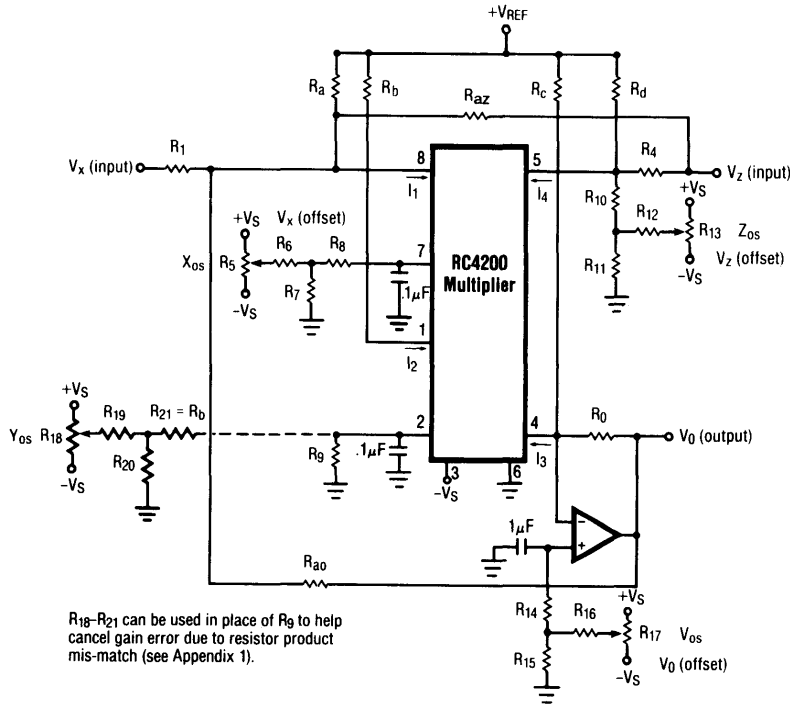 +VREF
Ra
Rb
Rc
Rd
Raz
R1
R4
Vx (input)
8
5
Vz (input)
I1
I4
+VS
R10
+VS
Vx (offset)
R12
R13
Zos
R6
R8
7
RC4200
Multiplier
Xos
R5
R11
Vz (offset)
R7
.1μF
-VS
-VS
1
I2
+VS
R19
R21 = Rb
2
4
R0
V0 (output)
Yos
R18
R9
.1μF
I3
R20
3
6
-VS
-VS
1μF
−
+
Rao
+VS
R14
R16
R17
Vos
R15
V0 (offset)
-VS
R18–R21 can be used in place of R9 to help
cancel gain error due to resistor product
mis-match (see Appendix 1).